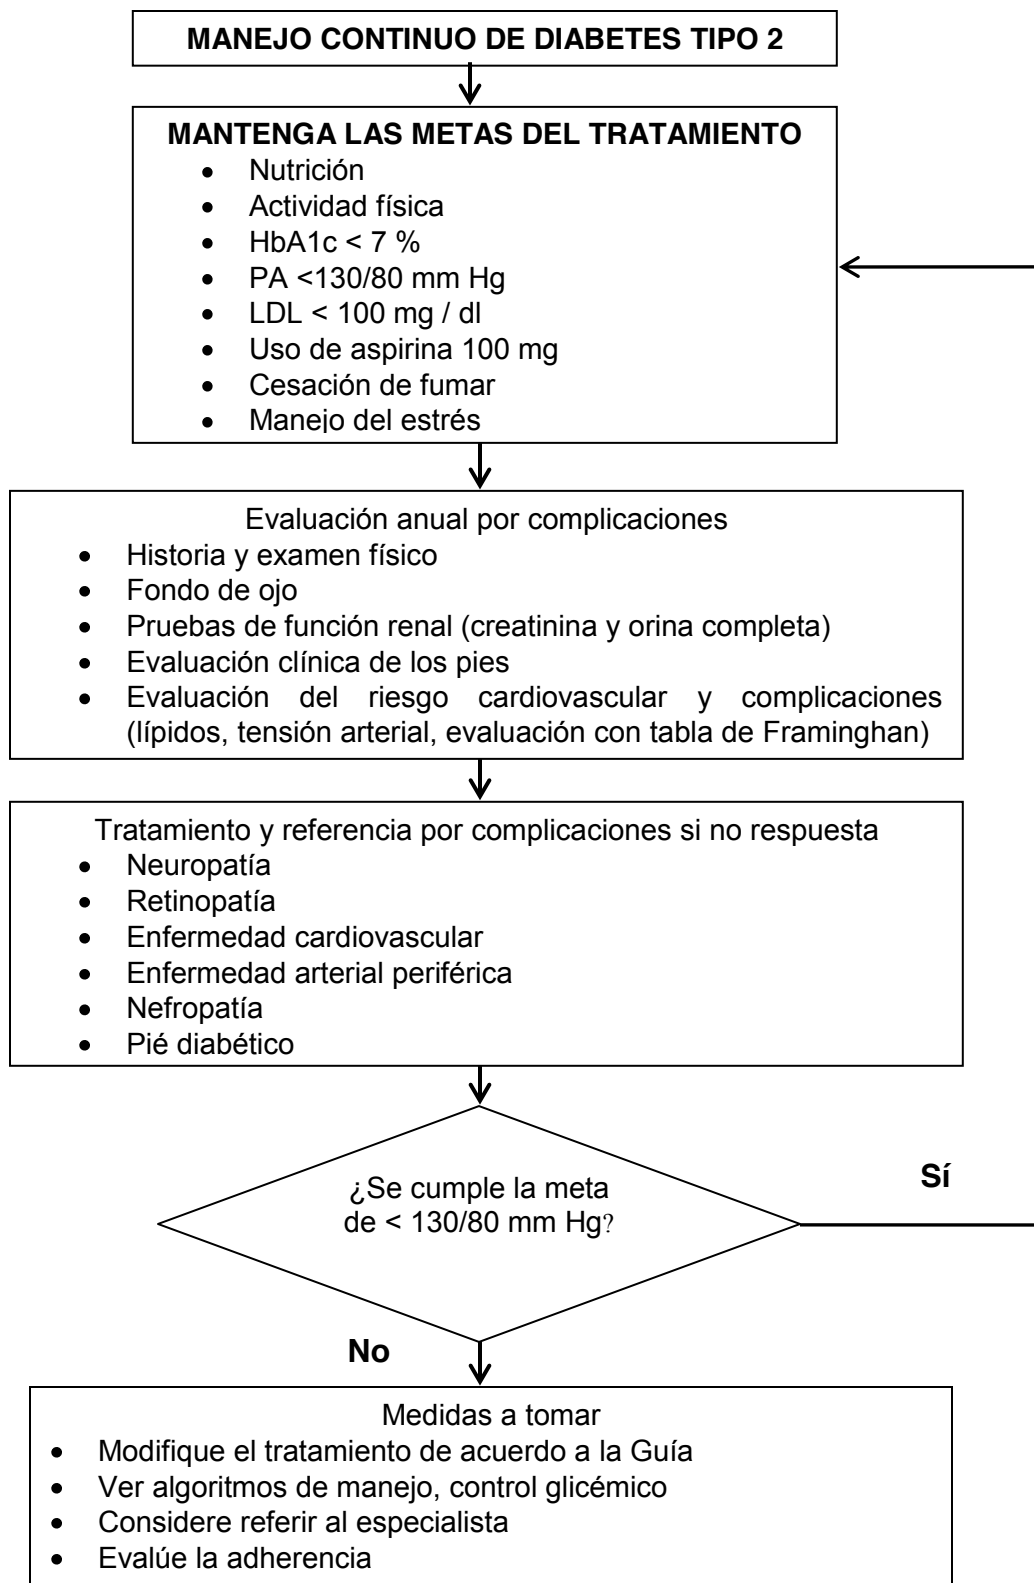 MANEJO CONTINUO DE DIABETES TIPO 2
MANTENGA LAS METAS DEL TRATAMIENTO
• Nutrición
• Actividad física
• HbA1c < 7 %
• PA <130/80 mm Hg
• LDL < 100 mg / dl
• Uso de aspirina 100 mg
• Cesación de fumar
• Manejo del estrés
Evaluación anual por complicaciones
• Historia y examen físico
• Fondo de ojo
• Pruebas de función renal (creatinina y orina completa)
• Evaluación clínica de los pies
• Evaluación del riesgo cardiovascular y complicaciones
(lípidos, tensión arterial, evaluación con tabla de Framinghan)
Tratamiento y referencia por complicaciones si no respuesta
• Neuropatía
• Retinopatía
• Enfermedad cardiovascular
• Enfermedad arterial periférica
• Nefropatía
• Pié diabético
¿Se cumple la meta
de < 130/80 mm Hg?
Sí
No
Medidas a tomar
• Modifique el tratamiento de acuerdo a la Guía
• Ver algoritmos de manejo, control glicémico
• Considere referir al especialista
• Evalúe la adherencia